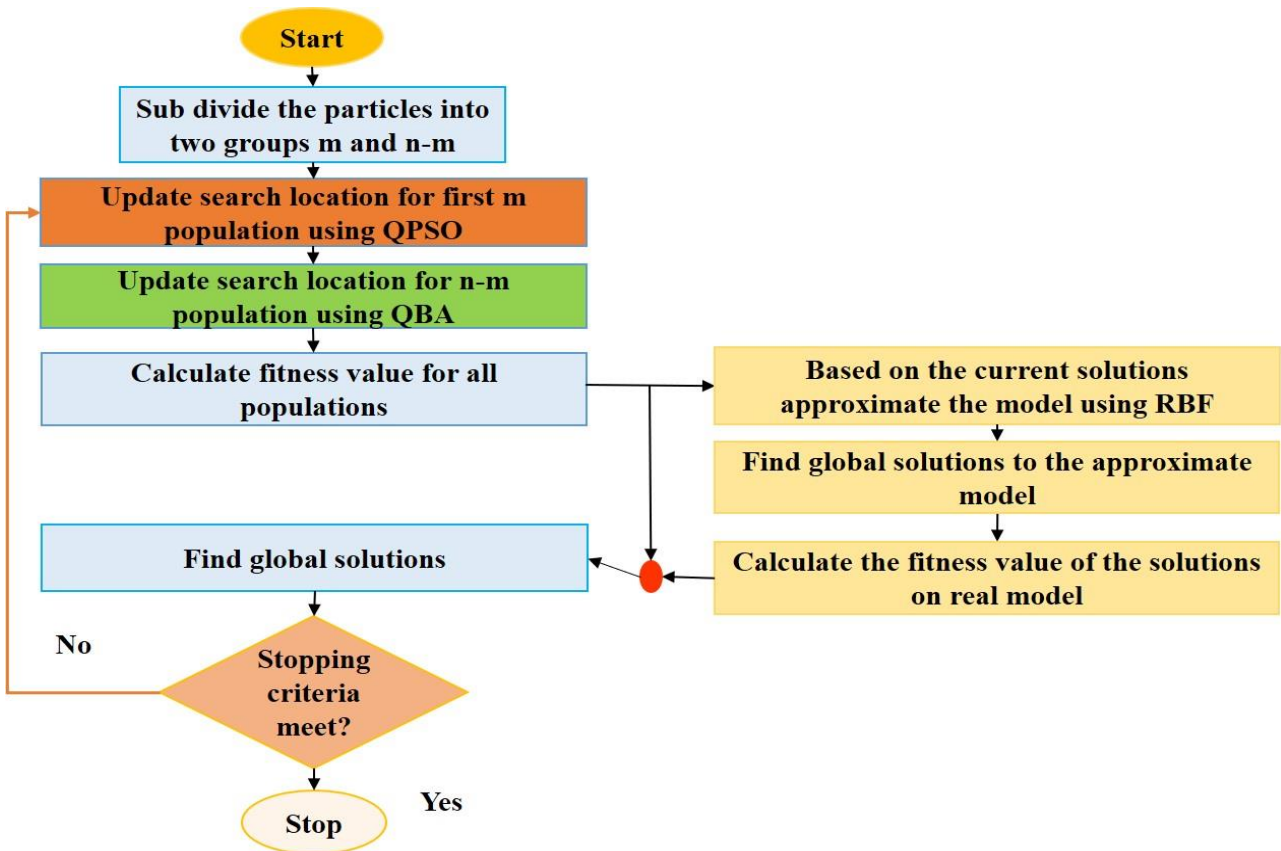 Start
Sub divide the particles into
two groups m and n-m
Update search location for first m
population using QPSO
Update search location for n-m
population using QBA
Calculate fitness value for all
populations
Based on the current solutions
approximate the model using RBF
Find global solutions to the approximate
model
Calculate the fitness value of the solutions
on real model
Find global solutions
No
Stopping
criteria
meet?
Yes
Stop